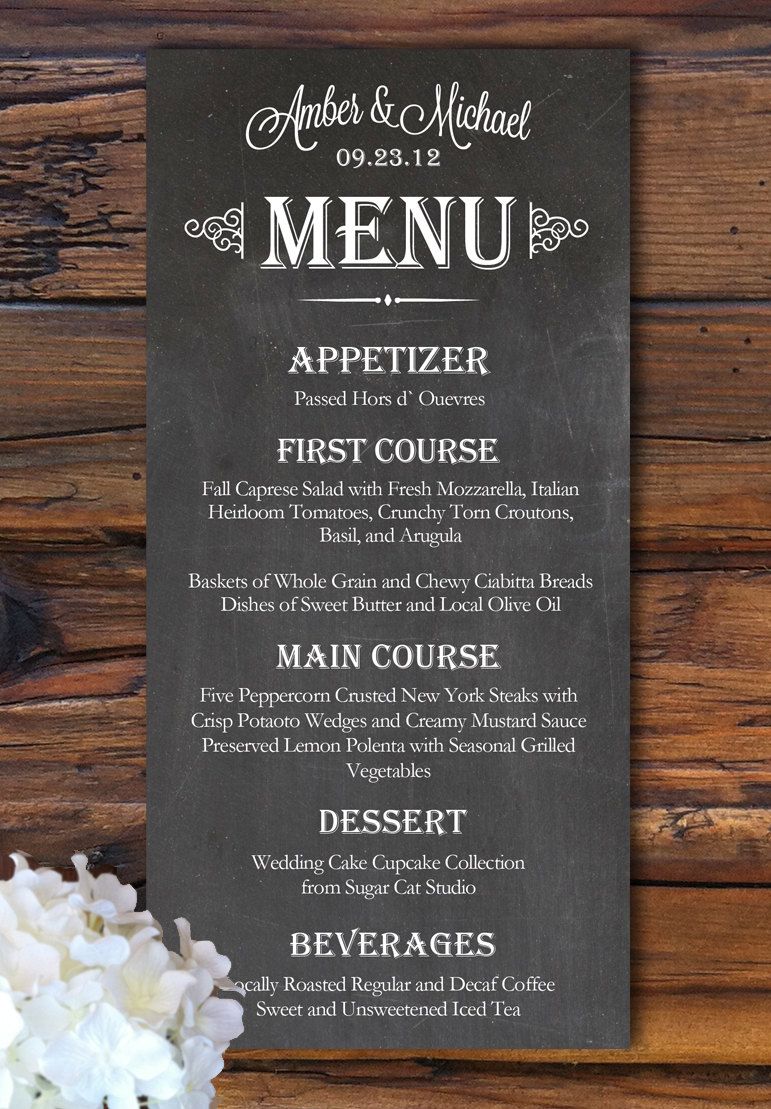 Amber & Michael
09.23.12
MENU
APPETIZER
Passed Hors d` Ouevres
FIRST COURSE
Fall Caprese Salad with Fresh Mozzarella, Italian
Heirloom Tomatoes, Crunchy Torn Croutons,
Basil, and Arugula
Baskets of Whole Grain and Chewy Ciabitta Breads
Dishes of Sweet Butter and Local Olive Oil
MAIN COURSE
Five Peppercorn Crusted New York Steaks with
Crisp Potaoto Wedges and Creamy Mustard Sauce
Preserved Lemon Polenta with Seasonal Grilled
Vegetables
DESSERT
Wedding Cake Cupcake Collection
from Sugar Cat Studio
BEVERAGES
ocally Roasted Regular and Decaf Coffee
Sweet and Unsweetened Iced Tea